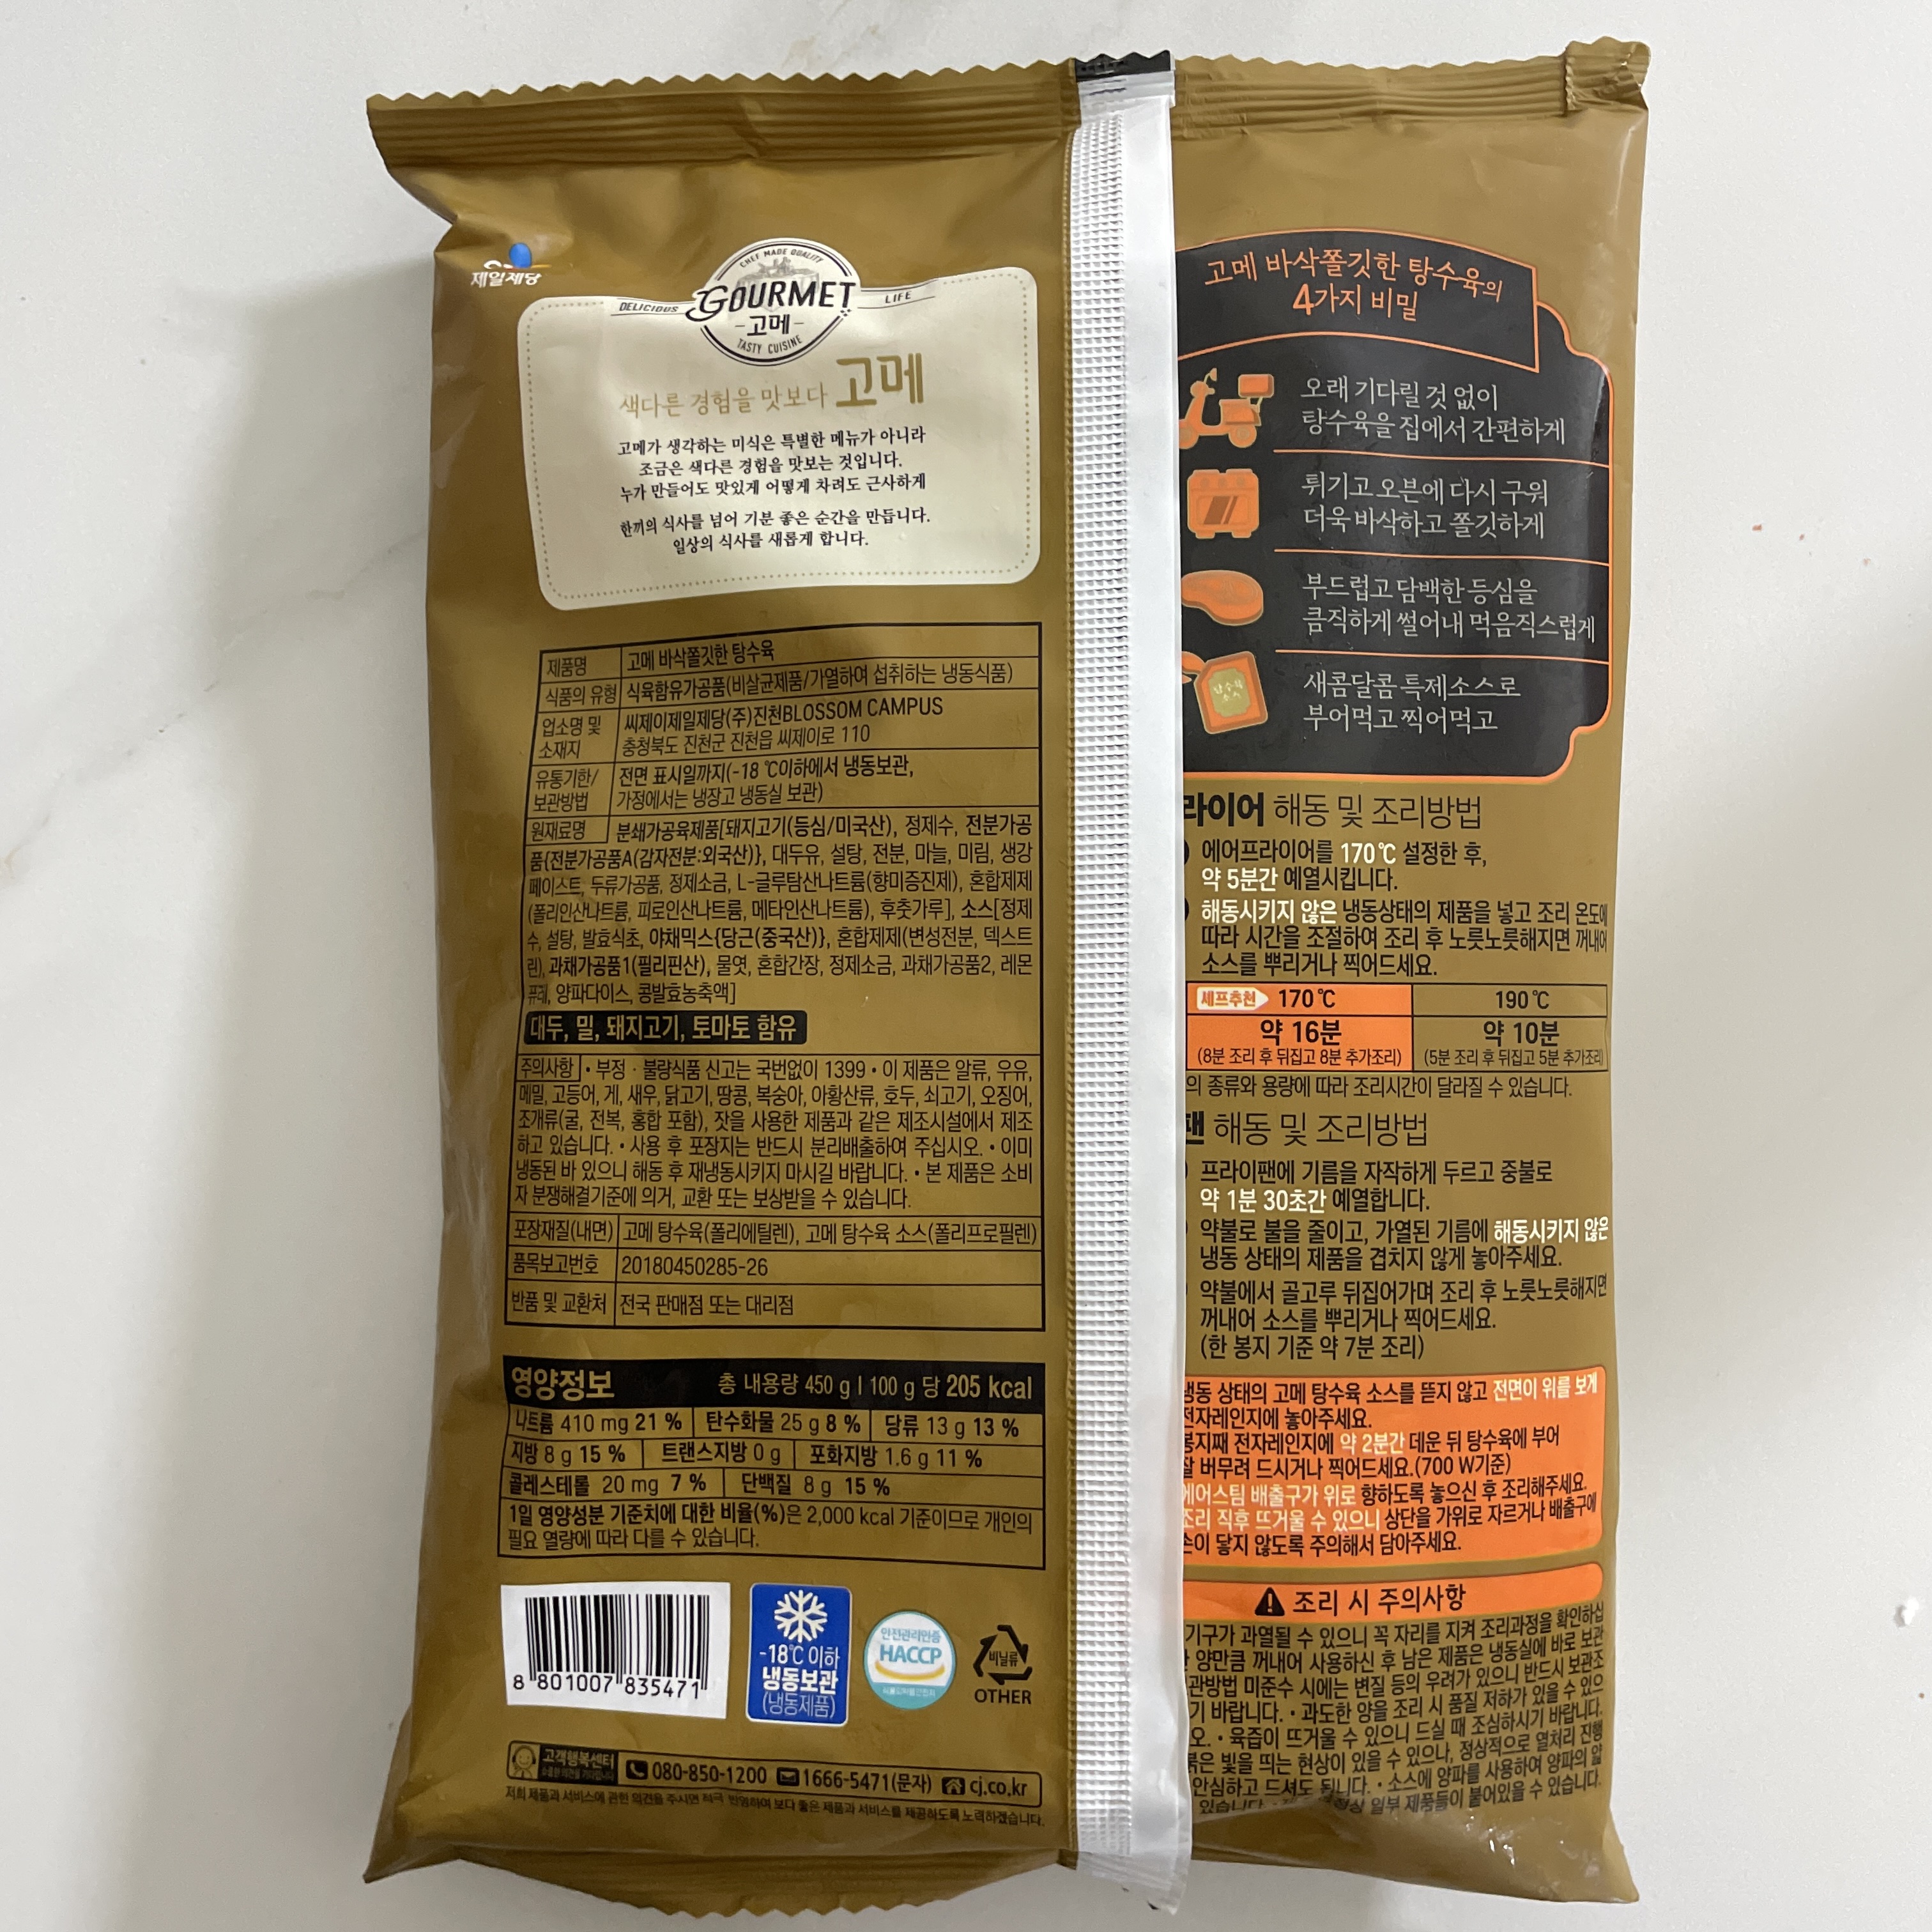 제일제당
CHEF MADE QUALITY
DELICIOUS GOURMET LIFE
-고메-
TASTY CUISINE
색다른 경험을 맛보다 고메
고메가 생각하는 미식은 특별한 메뉴가 아니라
조금은 색다른 경험을 맛보는 것입니다.
누가 만들어도 맛있게 어떻게 차려도 근사하게
한끼의 식사를 넘어 기분 좋은 순간을 만듭니다.
일상의 식사를 새롭게 합니다.
제품명 고메 바삭쫄깃한 탕수육
식품의 유형 식육함유가공품(비살균제품/가열하여 섭취하는 냉동식품)
업소명 및 소재지 씨제이제일제당(주)진천BLOSSOM CAMPUS
충청북도 진천군 진천읍 씨제이로 110
유통기한/보관방법 전면 표시일까지(-18 ℃이하에서 냉동보관,
가정에서는 냉장고 냉동실 보관)
원재료명 분쇄가공육제품[돼지고기(등심/미국산), 정제수, 전분가공
품{전분가공품A(감자전분:외국산)}, 대두유, 설탕, 전분, 마늘, 미림, 생강
페이스트, 두류가공품, 정제소금, L-글루탐산나트륨(향미증진제), 혼합제제
(폴리인산나트륨, 피로인산나트륨, 메타인산나트륨), 후춧가루], 소스[정제
수, 설탕, 발효식초, 야채믹스{당근(중국산)}, 혼합제제(변성전분, 덱스트
린), 과채가공품1(필리핀산), 물엿, 혼합간장, 정제소금, 과채가공품2, 레몬
퓨레, 양파다이스, 콩발효농축액]
대두, 밀, 돼지고기, 토마토 함유
주의사항 • 부정 · 불량식품 신고는 국번없이 1399 • 이 제품은 알류, 우유,
메밀, 고등어, 게, 새우, 닭고기, 땅콩, 복숭아, 아황산류, 호두, 쇠고기, 오징어,
조개류(굴, 전복, 홍합 포함), 잣을 사용한 제품과 같은 제조시설에서 제조
하고 있습니다. • 사용 후 포장지는 반드시 분리배출하여 주십시오. • 이미
냉동된 바 있으니 해동 후 재냉동시키지 마시길 바랍니다. • 본 제품은 소비
자 분쟁해결기준에 의거, 교환 또는 보상받을 수 있습니다.
포장재질(내면) 고메 탕수육(폴리에틸렌), 고메 탕수육 소스(폴리프로필렌)
품목보고번호 20180450285-26
반품 및 교환처 전국 판매점 또는 대리점
영양정보 총 내용량 450 g | 100 g 당 205 kcal
나트륨 410 mg 21 % 탄수화물 25 g 8 % 당류 13 g 13 %
지방 8 g 15 % 트랜스지방 0 g 포화지방 1.6 g 11 %
콜레스테롤 20 mg 7 % 단백질 8 g 15 %
1일 영양성분 기준치에 대한 비율(%)은 2,000 kcal 기준이므로 개인의
필요 열량에 따라 다를 수 있습니다.
8 801007 835471
-18℃ 이하
냉동보관
(냉동제품)
안전관리인증
HACCP
비닐류
OTHER
고객행복센터
080-850-1200 1666-5471(문자) cj.co.kr
저희 제품과 서비스에 관한 의견을 주시면 적극 반영하여 보다 좋은 제품과 서비스를 제공하도록 노력하겠습니다.
고메 바삭쫄깃한 탕수육의
4가지 비밀
오래 기다릴 것 없이
탕수육을 집에서 간편하게
튀기고 오븐에 다시 구워
더욱 바삭하고 쫄깃하게
부드럽고 담백한 등심을
큼직하게 썰어내 먹음직스럽게
탕수육
소스
새콤달콤 특제소스로
부어먹고 찍어먹고
라이어 해동 및 조리방법
에어프라이어를 170℃ 설정한 후,
약 5분간 예열시킵니다.
해동시키지 않은 냉동상태의 제품을 넣고 조리 온도에
따라 시간을 조절하여 조리 후 노릇노릇해지면 꺼내어
소스를 뿌리거나 찍어드세요.
셰프추천 170℃ 190℃
약 16분 약 10분
(8분 조리 후 뒤집고 8분 추가조리) (5분 조리 후 뒤집고 5분 추가조리)
의 종류와 용량에 따라 조리시간이 달라질 수 있습니다.
팬 해동 및 조리방법
프라이팬에 기름을 자작하게 두르고 중불로
약 1분 30초간 예열합니다.
약불로 불을 줄이고, 가열된 기름에 해동시키지 않은
냉동 상태의 제품을 겹치지 않게 놓아주세요.
약불에서 골고루 뒤집어가며 조리 후 노릇노릇해지면
꺼내어 소스를 뿌리거나 찍어드세요.
(한 봉지 기준 약 7분 조리)
냉동 상태의 고메 탕수육 소스를 뜯지 않고 전면이 위를 보게
전자레인지에 놓아주세요.
봉지째 전자레인지에 약 2분간 데운 뒤 탕수육에 부어
잘 버무려 드시거나 찍어드세요.(700 W기준)
에어스팀 배출구가 위로 향하도록 놓으신 후 조리해주세요.
조리 직후 뜨거울 수 있으니 상단을 가위로 자르거나 배출구에
손이 닿지 않도록 주의해서 담아주세요.
조리 시 주의사항
기구가 과열될 수 있으니 꼭 자리를 지켜 조리과정을 확인하십
양만큼 꺼내어 사용하신 후 남은 제품은 냉동실에 바로 보관
관방법 미준수 시에는 변질 등의 우려가 있으니 반드시 보관조
기 바랍니다. • 과도한 양을 조리 시 품질 저하가 있을 수 있으
오. • 육즙이 뜨거울 수 있으니 드실 때 조심하시기 바랍니다.
붉은 빛을 띄는 현상이 있을 수 있으나, 정상적으로 열처리 진행
안심하고 드셔도 됩니다. • 소스에 양파를 사용하여 양파의 얇
있습니다. 일부 제품들이 붙어있을 수 있습니다.